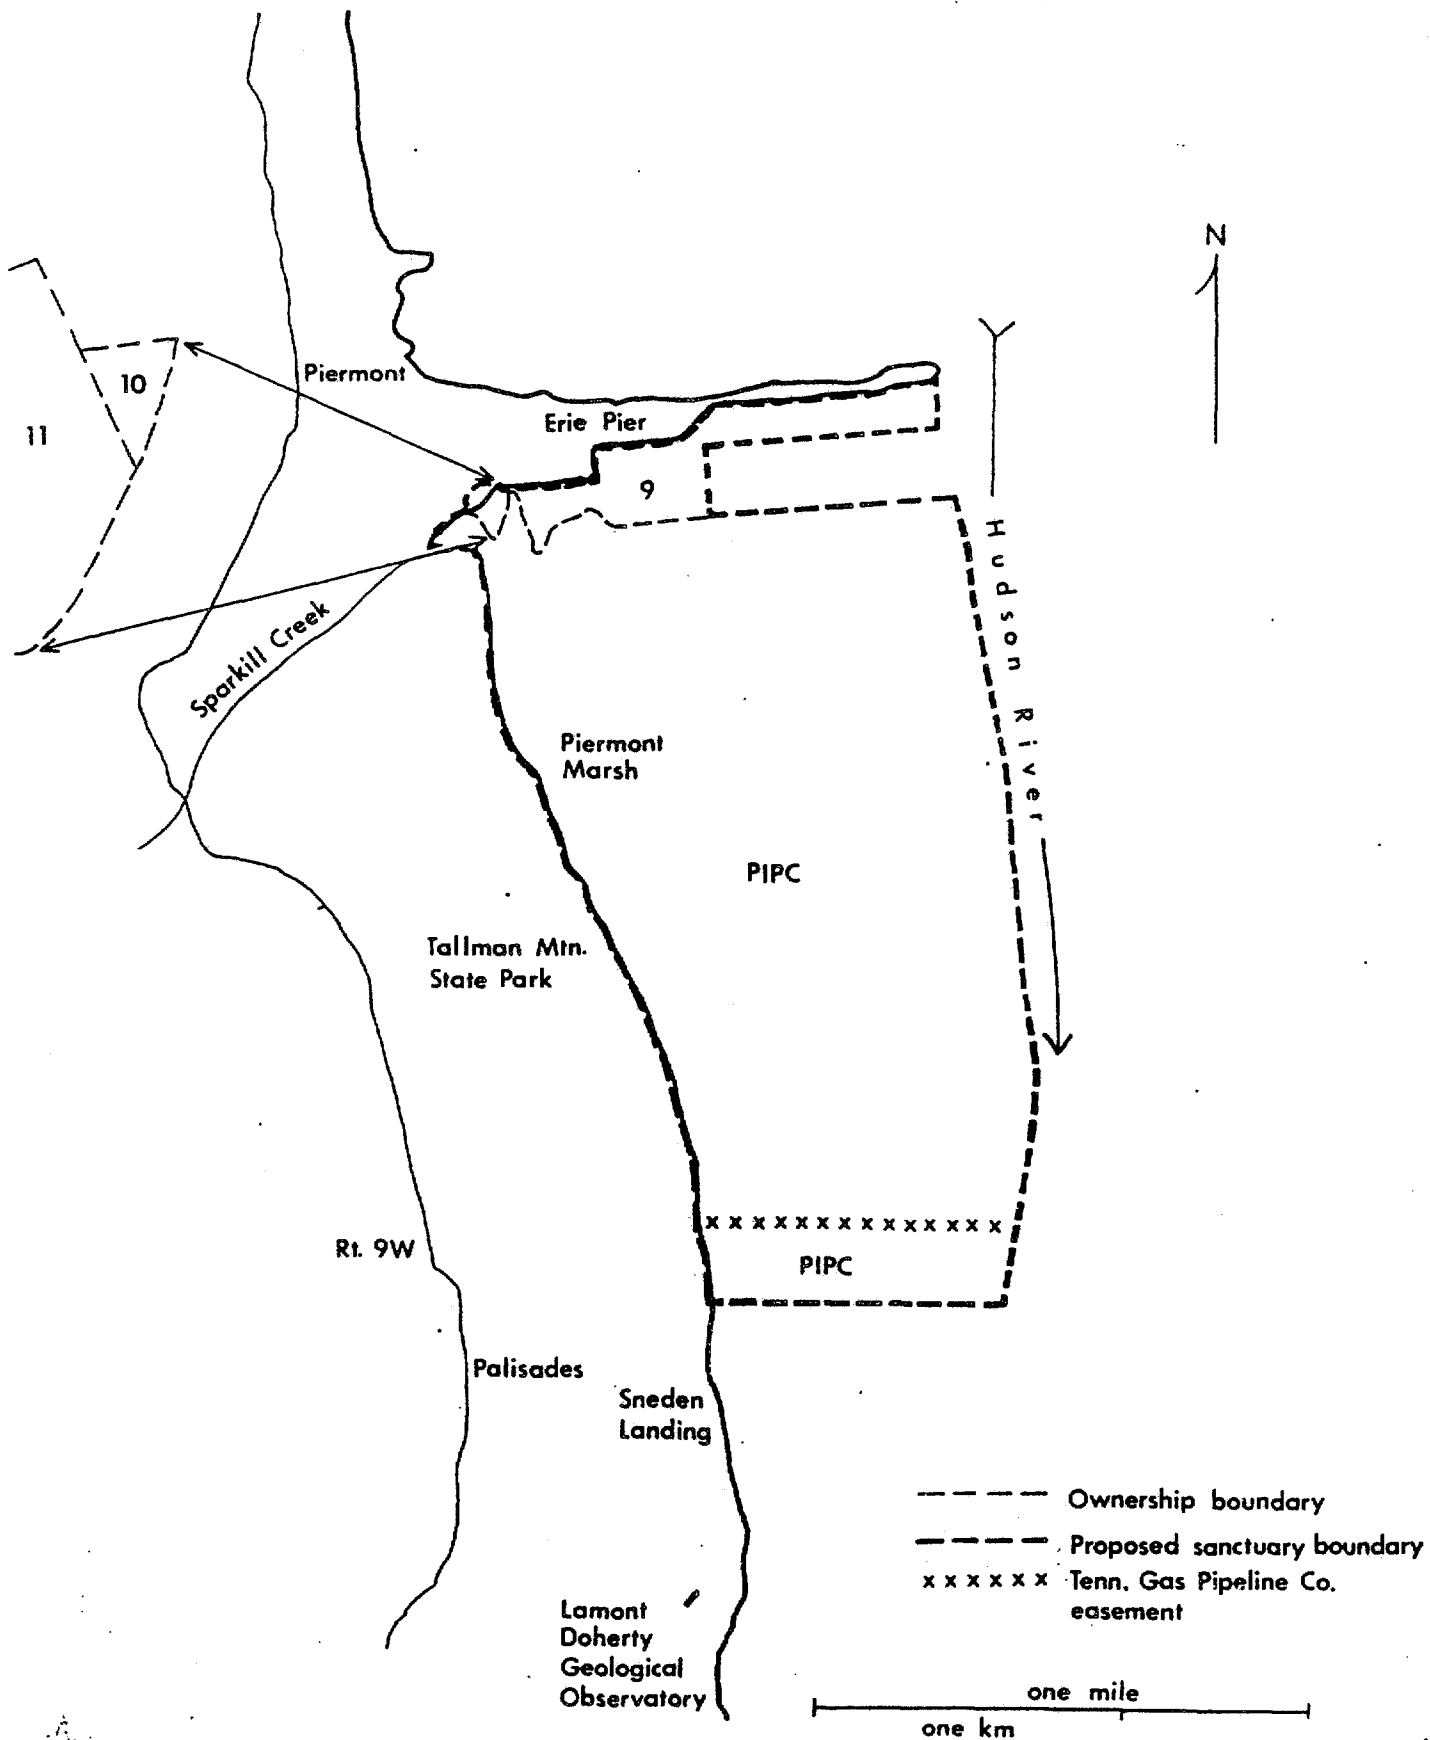 N
Piermont
10
11
Erie Pier
9
Hudson River
Sparkill Creek
Piermont
Marsh
PIPC
Tallman Mtn.
State Park
Rt. 9W
PIPC
Palisades
Sneden
Landing
Ownership boundary
Proposed sanctuary boundary
x x x x x x Tenn. Gas Pipeline Co.
easement
Lamont
Doherty
Geological
Observatory
one mile
one km